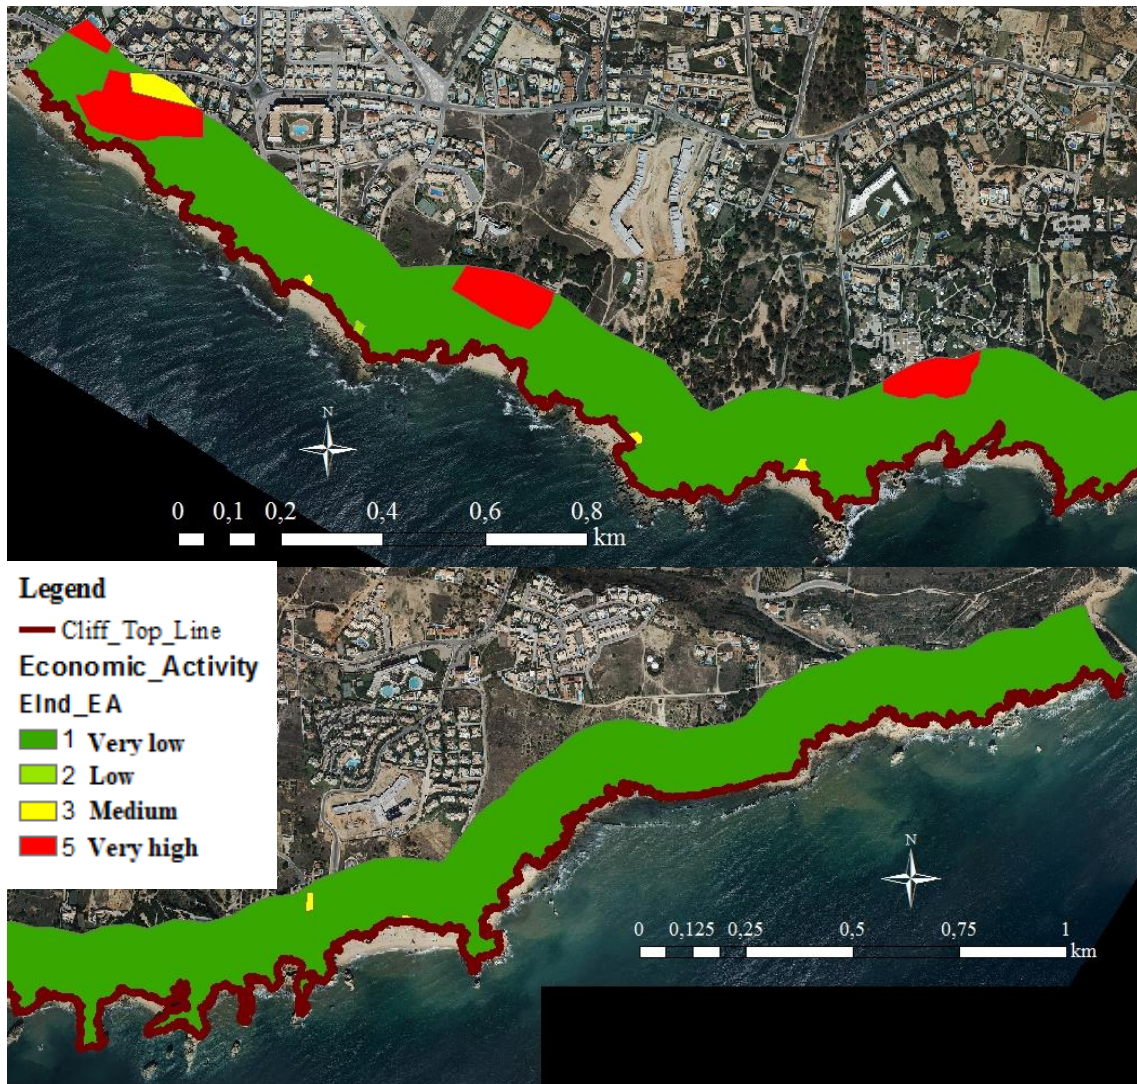 N
0 0,1 0,2 0,4 0,6 0,8
km
Legend
Cliff_Top_Line
Economic_Activity
EInd_EA
1 Very low
2 Low
3 Medium
5 Very high
N
0 0,125 0,25 0,5 0,75 1
km